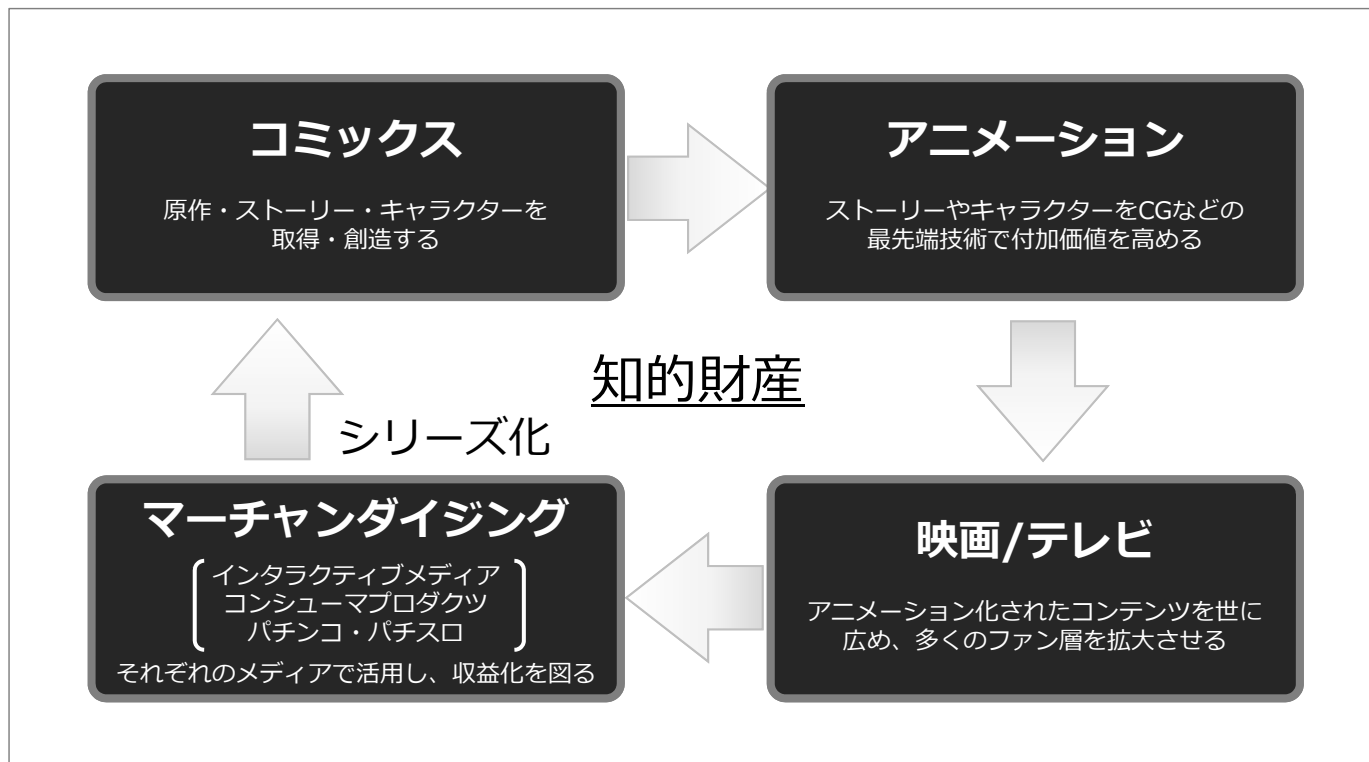 コミックス
原作・ストーリー・キャラクターを
取得・創造する
アニメーション
ストーリーやキャラクターをCGなどの
最先端技術で付加価値を高める
知的財産
シリーズ化
マーチャンダイジング
インタラクティブメディア
コンシューマプロダクツ
パチンコ・パチスロ
それぞれのメディアで活用し、収益化を図る
映画/テレビ
アニメーション化されたコンテンツを世に
広め、多くのファン層を拡大させる